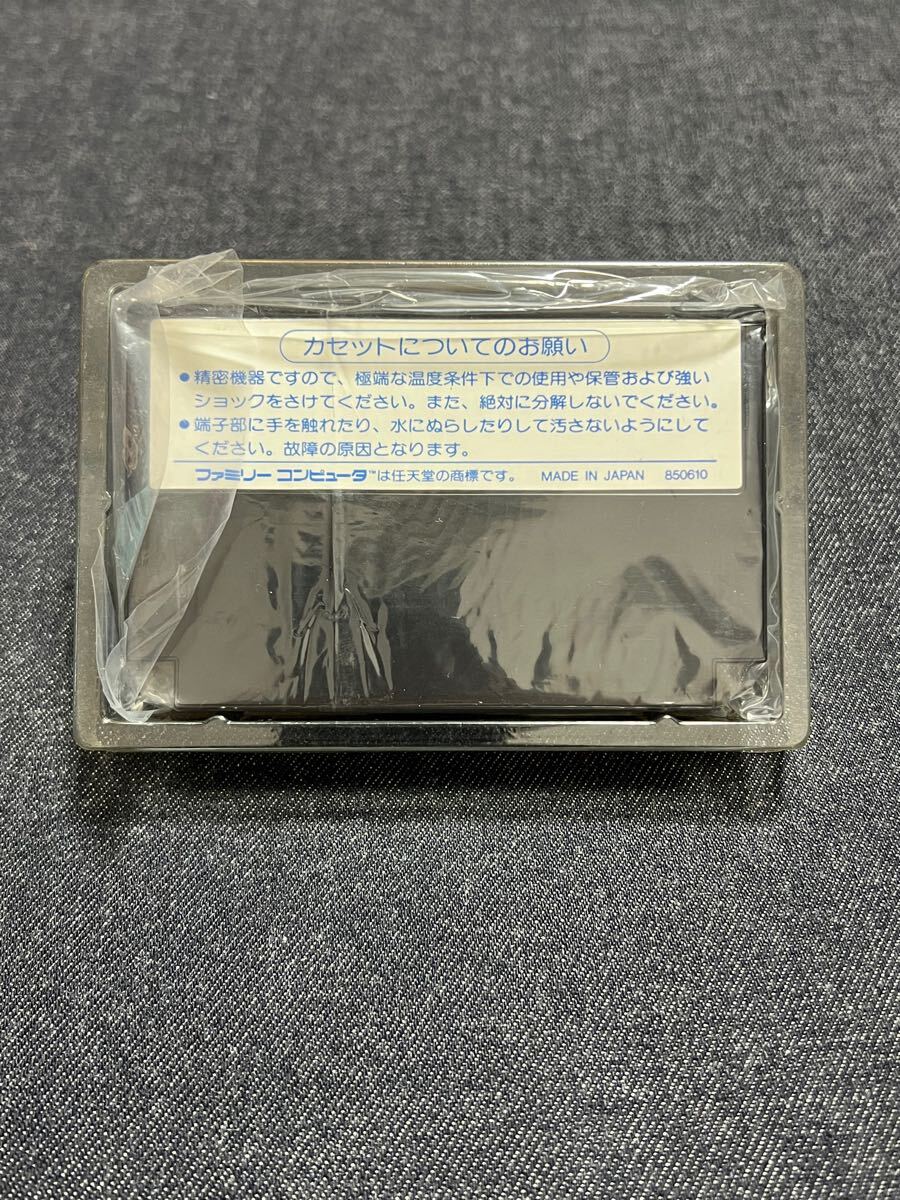 カセットについてのお願い
●精密機器ですので、極端な温度条件下での使用や保管および強い
ショックをさけてください。また、絶対に分解しないでください。
●端子部に手を触れたり、水にぬらしたりして汚さないようにして
ください。故障の原因となります。
ファミリー コンピュータ™は任天堂の商標です。 MADE IN JAPAN 850610